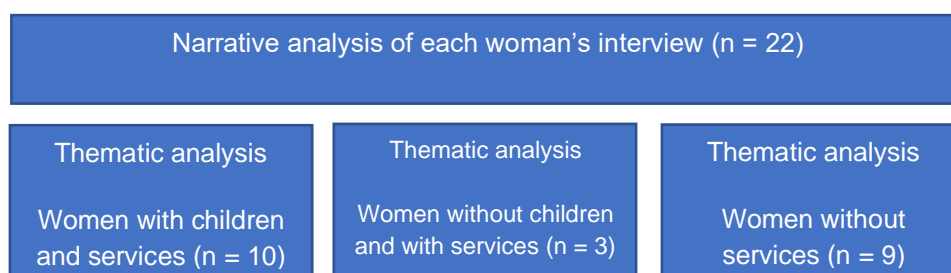 Narrative analysis of each woman’s interview (n = 22)
Thematic analysis
Women with children
and services (n = 10)
Thematic analysis
Women without children
and with services (n = 3)
Thematic analysis
Women without
services (n = 9)